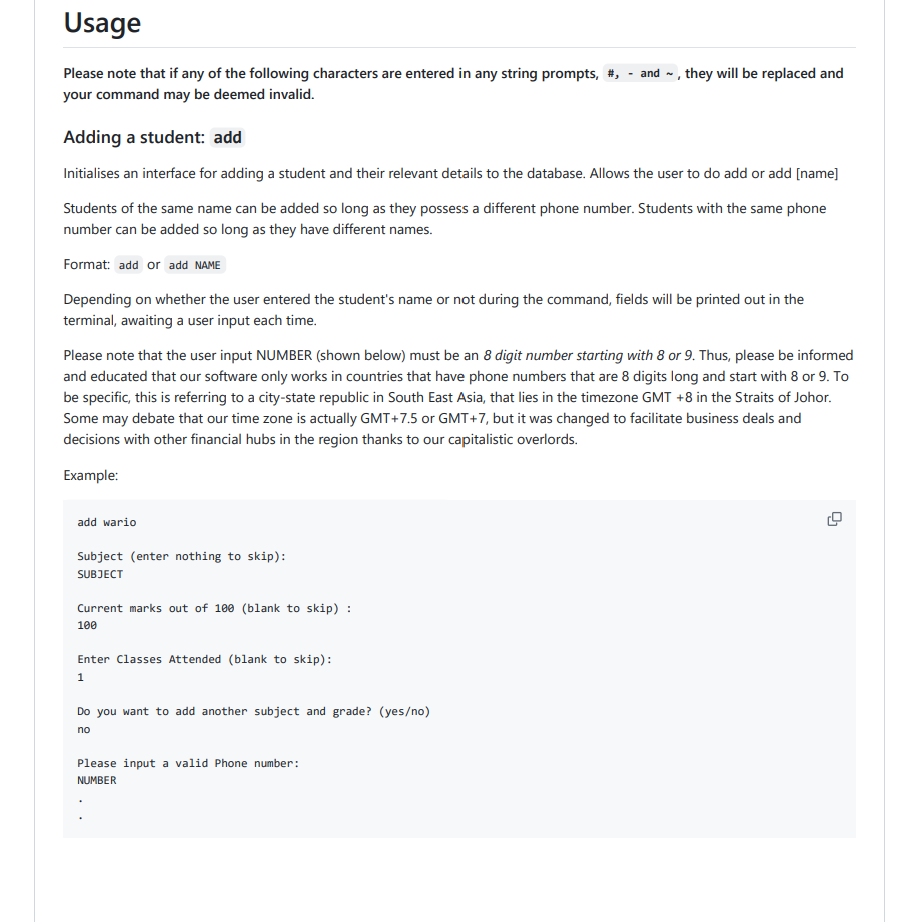 Usage
Please note that if any of the following characters are entered in any string prompts, #, - and ~ , they will be replaced and
your command may be deemed invalid.
Adding a student: add
Initialises an interface for adding a student and their relevant details to the database. Allows the user to do add or add [name]
Students of the same name can be added so long as they possess a different phone number. Students with the same phone
number can be added so long as they have different names.
Format: add or add NAME
Depending on whether the user entered the student's name or not during the command, fields will be printed out in the
terminal, awaiting a user input each time.
Please note that the user input NUMBER (shown below) must be an 8 digit number starting with 8 or 9. Thus, please be informed
and educated that our software only works in countries that have phone numbers that are 8 digits long and start with 8 or 9. To
be specific, this is referring to a city-state republic in South East Asia, that lies in the timezone GMT +8 in the Straits of Johor.
Some may debate that our time zone is actually GMT+7.5 or GMT+7, but it was changed to facilitate business deals and
decisions with other financial hubs in the region thanks to our capitalistic overlords.
Example:
add wario
Subject (enter nothing to skip):
SUBJECT
Current marks out of 100 (blank to skip) :
100
Enter Classes Attended (blank to skip):
1
Do you want to add another subject and grade? (yes/no)
no
Please input a valid Phone number:
NUMBER
.
.